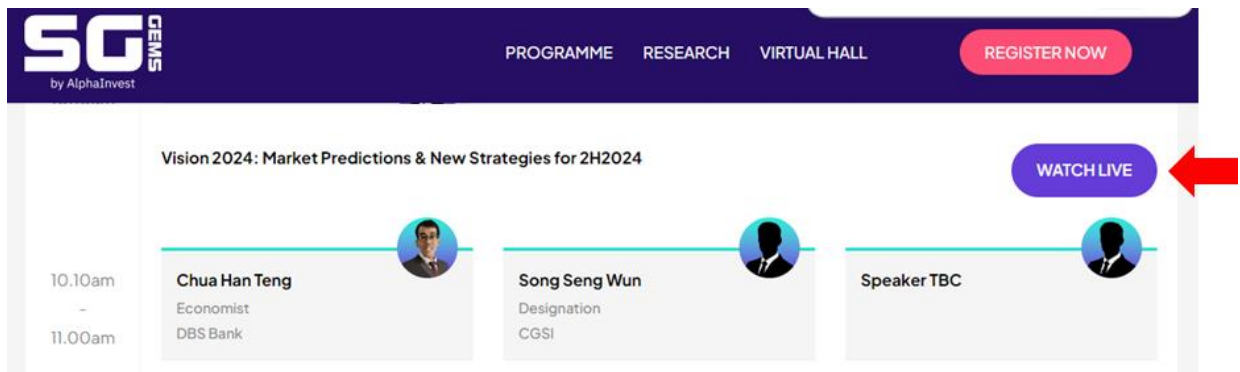 SG GEMS
by AlphaInvest
PROGRAMME RESEARCH VIRTUAL HALL REGISTER NOW
Vision 2024: Market Predictions & New Strategies for 2H2024
WATCH LIVE
10.10am
-
11.00am
Chua Han Teng
Economist
DBS Bank
Song Seng Wun
Designation
CGSI
Speaker TBC